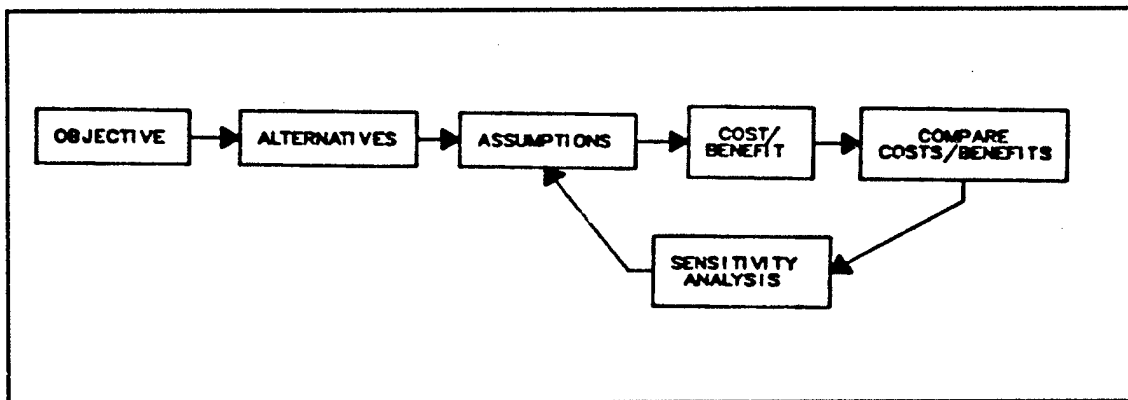 OBJECTIVE
ALTERNATIVES
ASSUMPTIONS
COST/
BENEFIT
COMPARE
COSTS/BENEFITS
SENSITIVITY
ANALYSIS